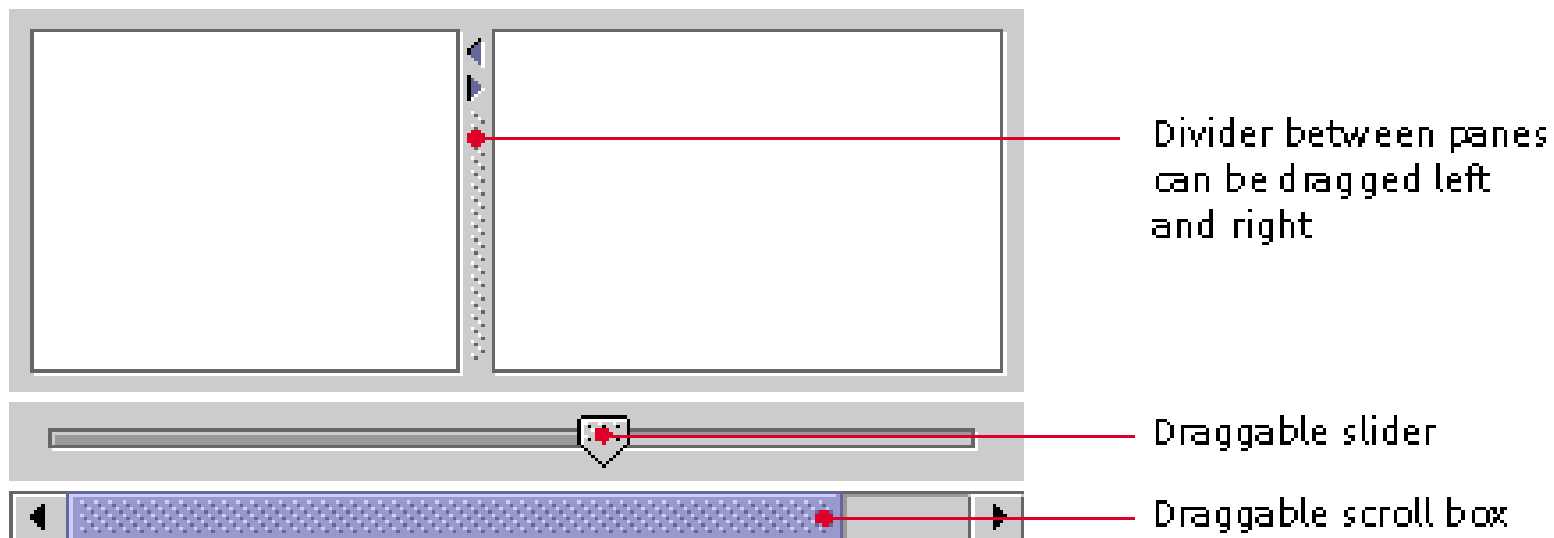 Divider between panes
can be dragged left
and right
Draggable slider
Draggable scroll box